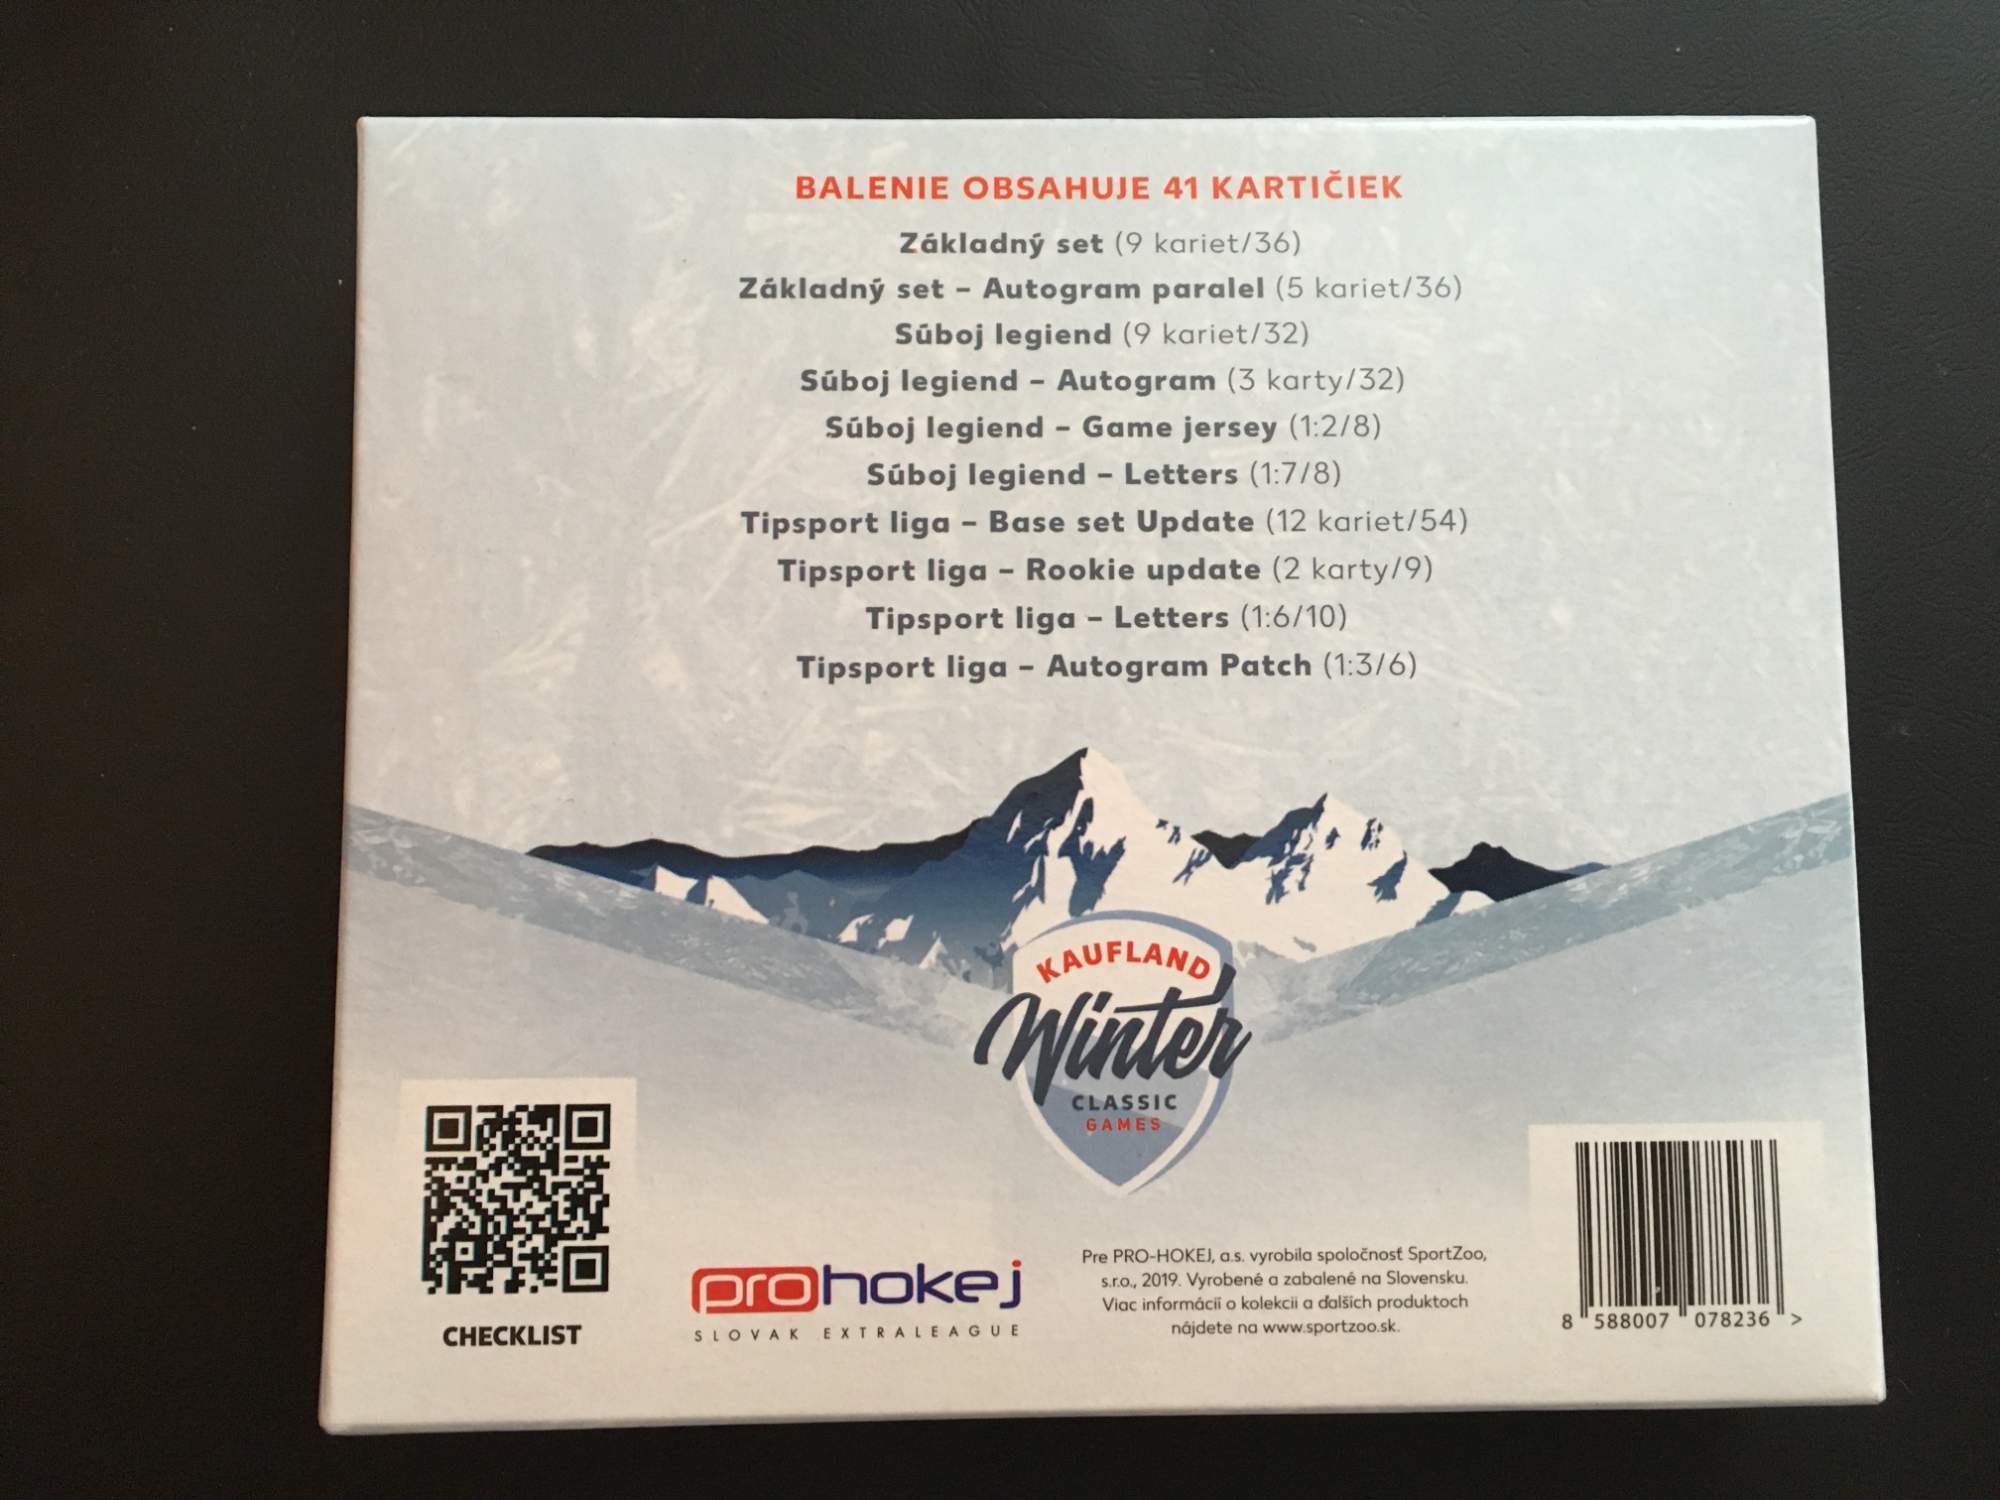 BALENIE OBSAHUJE 41 KARTIČIEK
Základný set (9 kariet/36)
Základný set – Autogram paralel (5 kariet/36)
Súboj legiend (9 kariet/32)
Súboj legiend – Autogram (3 karty/32)
Súboj legiend – Game jersey (1:2/8)
Súboj legiend – Letters (1:7/8)
Tipsport liga – Base set Update (12 kariet/54)
Tipsport liga – Rookie update (2 karty/9)
Tipsport liga – Letters (1:6/10)
Tipsport liga – Autogram Patch (1:3/6)
KAUFLAND
Winter
CLASSIC
GAMES
CHECKLIST
prohokej
SLOVAK EXTRALEAGUE
Pre PRO-HOKEJ, a.s. vyrobila spoločnosť SportZoo,
s.r.o., 2019. Vyrobené a zabalené na Slovensku.
Viac informácií o kolekcii a ďalších produktoch
nájdete na www.sportzoo.sk.
8 588007 078236 >